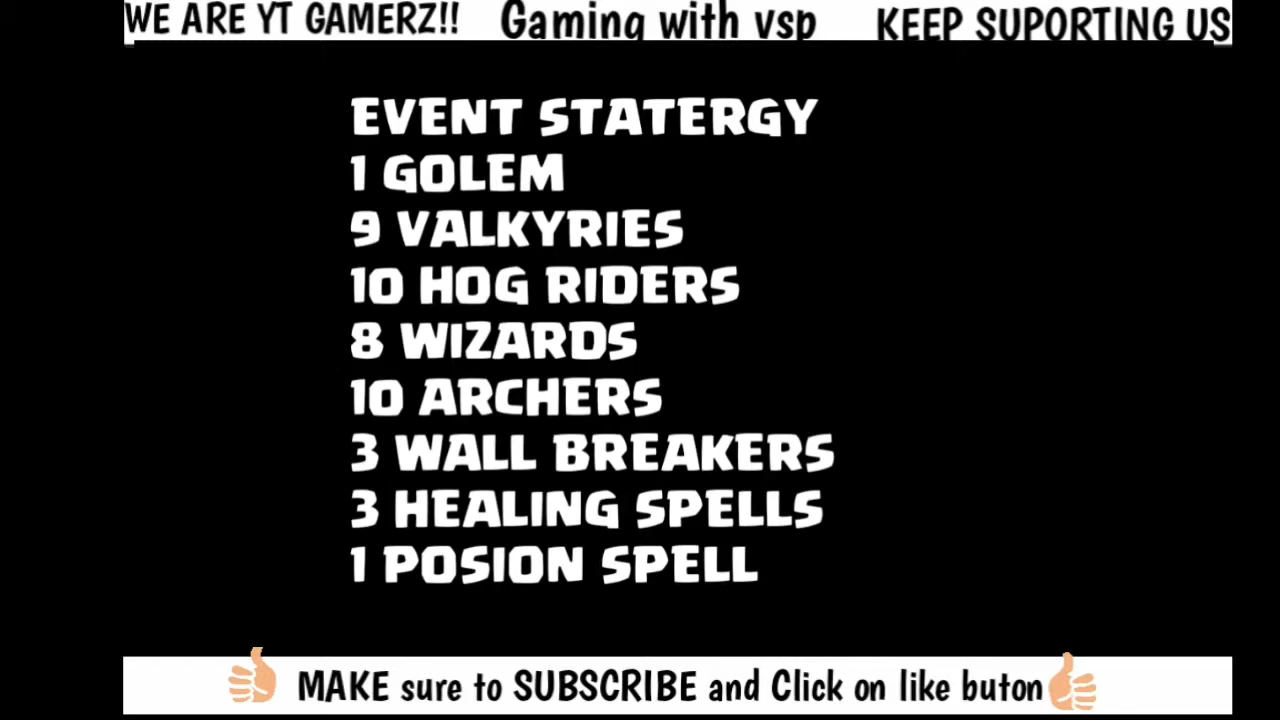 WE ARE YT GAMERZ!! Gaming with vsp KEEP SUPORTING US
EVENT STATERGY
1 GOLEM
9 VALKYRIES
10 HOG RIDERS
8 WIZARDS
10 ARCHERS
3 WALL BREAKERS
3 HEALING SPELLS
1 POSION SPELL
MAKE sure to SUBSCRIBE and Click on like buton